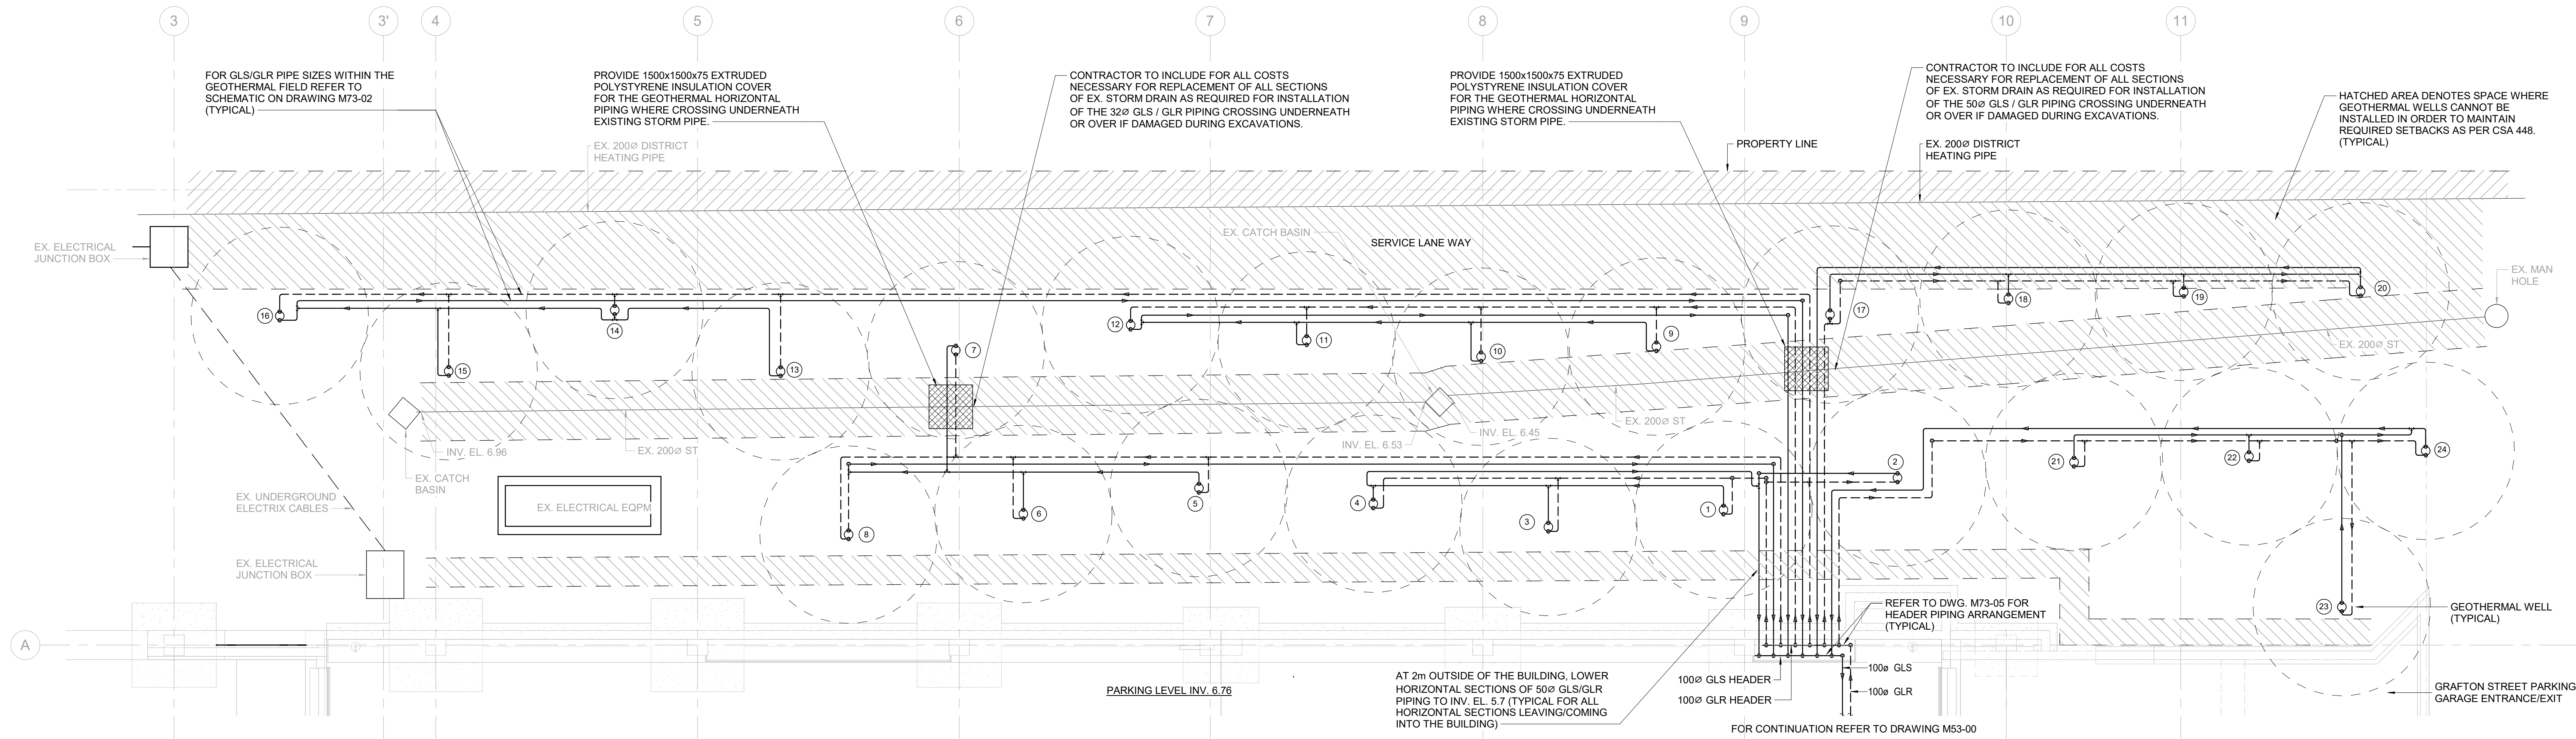 3
3'
4
5
6
7
8
9
10
11
FOR GLS/GLR PIPE SIZES WITHIN THE
GEOTHERMAL FIELD REFER TO
SCHEMATIC ON DRAWING M73-02
(TYPICAL)
PROVIDE 1500x1500x75 EXTRUDED
POLYSTYRENE INSULATION COVER
FOR THE GEOTHERMAL HORIZONTAL
PIPING WHERE CROSSING UNDERNEATH
EXISTING STORM PIPE.
CONTRACTOR TO INCLUDE FOR ALL COSTS
NECESSARY FOR REPLACEMENT OF ALL SECTIONS
OF EX. STORM DRAIN AS REQUIRED FOR INSTALLATION
OF THE 32Ø GLS / GLR PIPING CROSSING UNDERNEATH
OR OVER IF DAMAGED DURING EXCAVATIONS.
PROVIDE 1500x1500x75 EXTRUDED
POLYSTYRENE INSULATION COVER
FOR THE GEOTHERMAL HORIZONTAL
PIPING WHERE CROSSING UNDERNEATH
EXISTING STORM PIPE.
CONTRACTOR TO INCLUDE FOR ALL COSTS
NECESSARY FOR REPLACEMENT OF ALL SECTIONS
OF EX. STORM DRAIN AS REQUIRED FOR INSTALLATION
OF THE 50Ø GLS / GLR PIPING CROSSING UNDERNEATH
OR OVER IF DAMAGED DURING EXCAVATIONS.
HATCHED AREA DENOTES SPACE WHERE
GEOTHERMAL WELLS CANNOT BE
INSTALLED IN ORDER TO MAINTAIN
REQUIRED SETBACKS AS PER CSA 448.
(TYPICAL)
EX. 200Ø DISTRICT
HEATING PIPE
PROPERTY LINE
EX. 200Ø DISTRICT
HEATING PIPE
EX. ELECTRICAL
JUNCTION BOX
EX. CATCH BASIN
SERVICE LANE WAY
EX. MAN
HOLE
16
14
12
11
10
9
17
18
19
20
15
13
7
EX. 200Ø ST
INV. EL. 6.96
EX. 200Ø ST
INV. EL. 6.53
INV. EL. 6.45
EX. 200Ø ST
EX. CATCH
BASIN
EX. UNDERGROUND
ELECTRIX CABLES
EX. ELECTRICAL EQPM
8
6
5
4
3
1
2
21
22
24
EX. ELECTRICAL
JUNCTION BOX
REFER TO DWG. M73-05 FOR
HEADER PIPING ARRANGEMENT
(TYPICAL)
23
GEOTHERMAL WELL
(TYPICAL)
A
PARKING LEVEL INV. 6.76
AT 2m OUTSIDE OF THE BUILDING, LOWER
HORIZONTAL SECTIONS OF 50Ø GLS/GLR
PIPING TO INV. EL. 5.7 (TYPICAL FOR ALL
HORIZONTAL SECTIONS LEAVING/COMING
INTO THE BUILDING)
100Ø GLS HEADER
100Ø GLR HEADER
100ø GLS
100ø GLR
GRAFTON STREET PARKING
GARAGE ENTRANCE/EXIT
FOR CONTINUATION REFER TO DRAWING M53-00